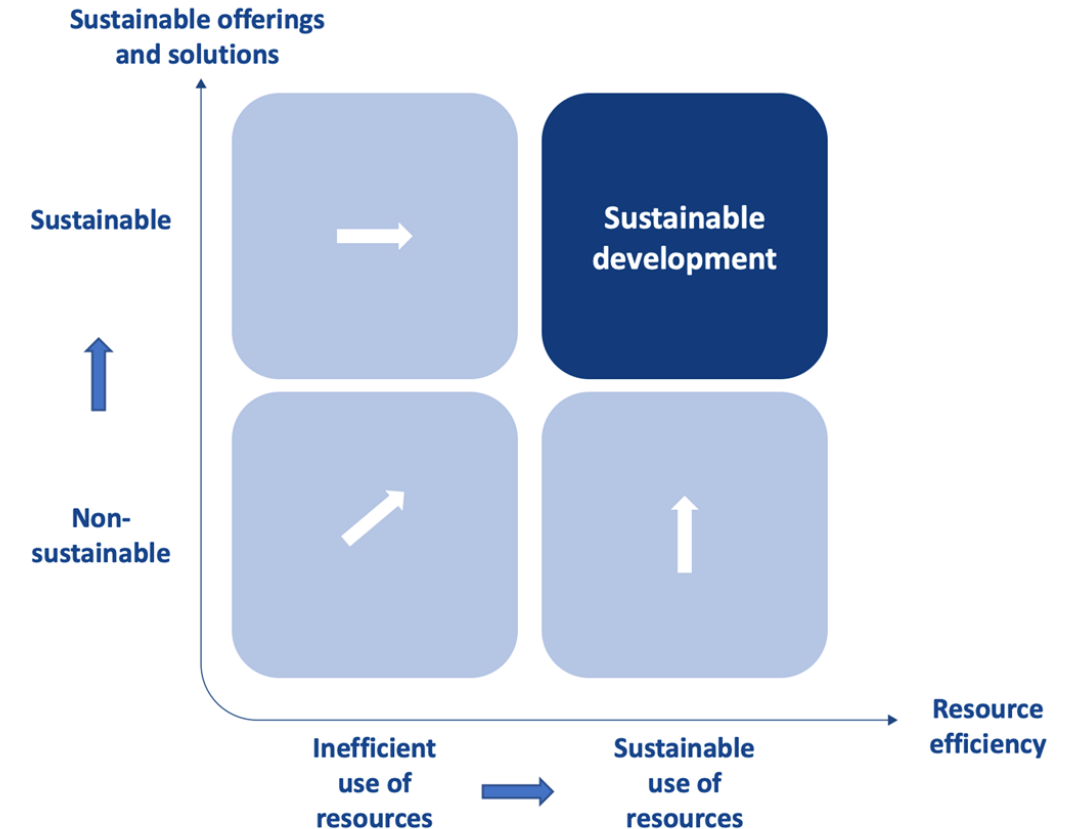 Sustainable offerings
and solutions
Sustainable
Sustainable
development
Non-
sustainable
Resource
efficiency
Inefficient
use of
resources
Sustainable
use of
resources